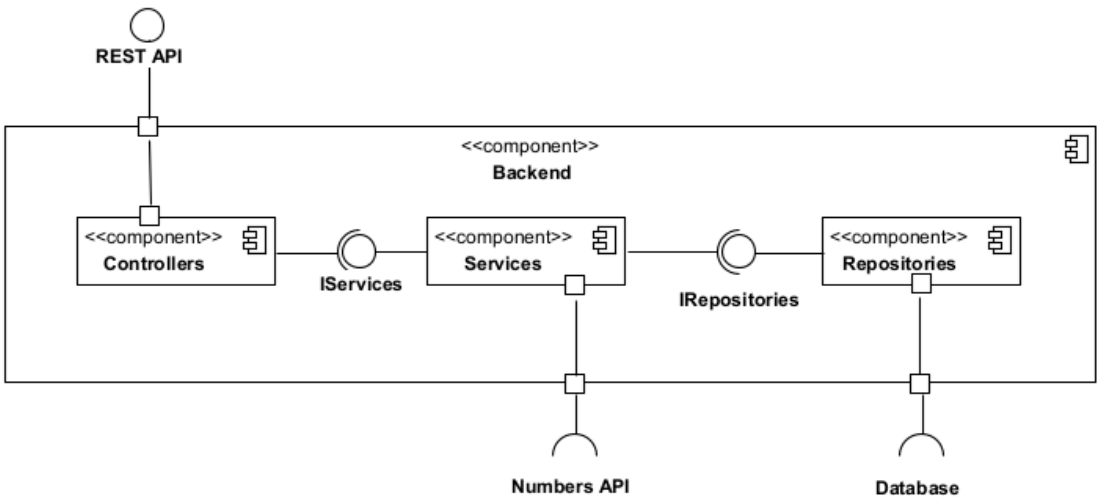 REST API
<<component>>
Backend
<<component>>
Controllers
IServices
<<component>>
Services
IRepositories
<<component>>
Repositories
Numbers API
Database